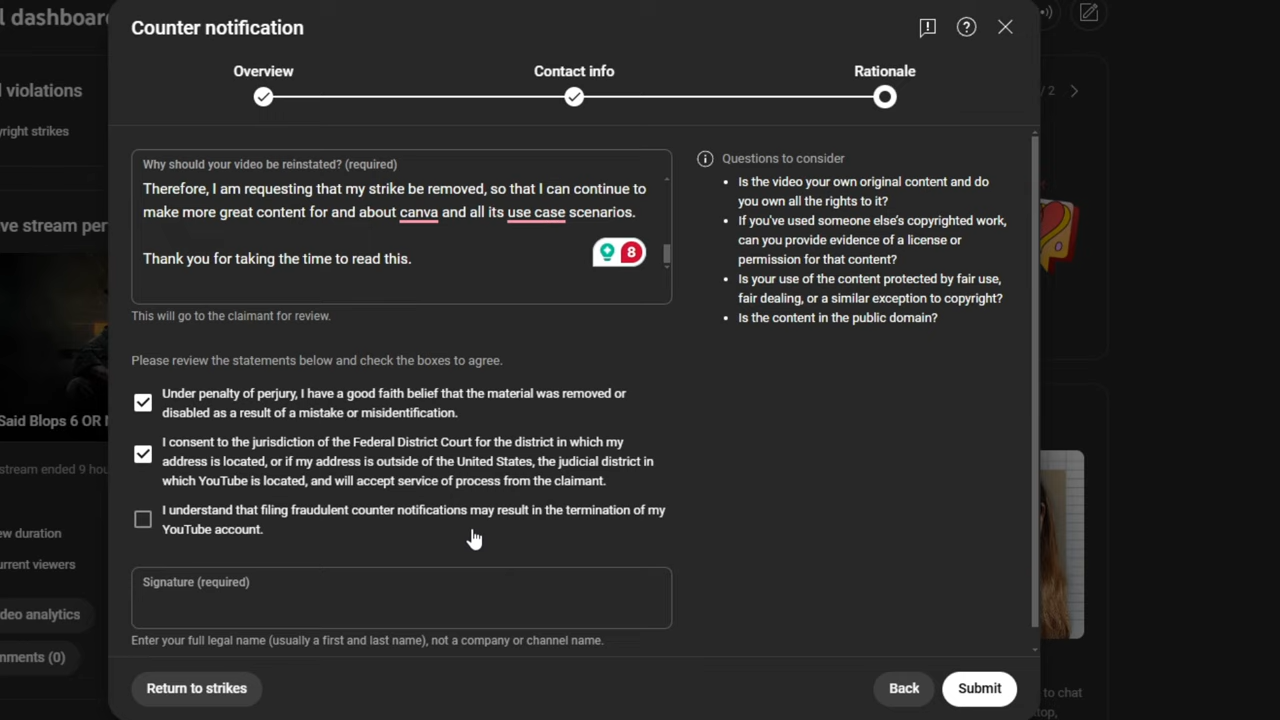 l dashboar
Counter notification
Overview
Contact info
Rationale
l violations
/ 2
yright strikes
Why should your video be reinstated? (required)
Therefore, I am requesting that my strike be removed, so that I can continue to
make more great content for and about canva and all its use case scenarios.
Thank you for taking the time to read this.
8
This will go to the claimant for review.
Questions to consider
• Is the video your own original content and do
you own all the rights to it?
• If you've used someone else's copyrighted work,
can you provide evidence of a license or
permission for that content?
• Is your use of the content protected by fair use,
fair dealing, or a similar exception to copyright?
• Is the content in the public domain?
ve stream per
Please review the statements below and check the boxes to agree.
Under penalty of perjury, I have a good faith belief that the material was removed or
disabled as a result of a mistake or misidentification.
Said Blops 6 OR
I consent to the jurisdiction of the Federal District Court for the district in which my
address is located, or if my address is outside of the United States, the judicial district in
which YouTube is located, and will accept service of process from the claimant.
stream ended 9 hou
I understand that filing fraudulent counter notifications may result in the termination of my
YouTube account.
ew duration
urrent viewers
Signature (required)
deo analytics
Enter your full legal name (usually a first and last name), not a company or channel name.
mments (0)
Return to strikes
Back
Submit
to chat
top,